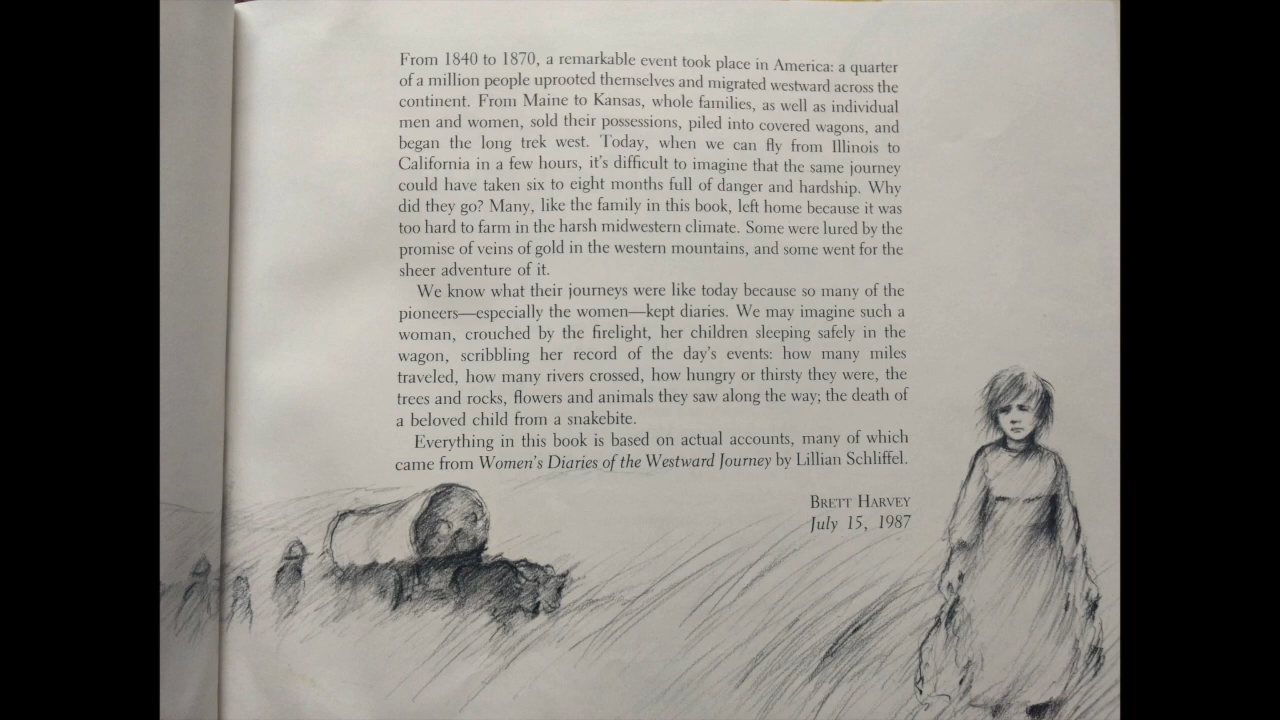 From 1840 to 1870, a remarkable event took place in America: a quarter
of a million people uprooted themselves and migrated westward across the
continent. From Maine to Kansas, whole families, as well as individual
men and women, sold their possessions, piled into covered wagons, and
began the long trek west. Today, when we can fly from Illinois to
California in a few hours, it's difficult to imagine that the same journey
could have taken six to eight months full of danger and hardship. Why
did they go? Many, like the family in this book, left home because it was
too hard to farm in the harsh midwestern climate. Some were lured by the
promise of veins of gold in the western mountains, and some went for the
sheer adventure of it.
We know what their journeys were like today because so many of the
pioneers—especially the women—kept diaries. We may imagine such a
woman, crouched by the firelight, her children sleeping safely in the
wagon, scribbling her record of the day's events: how many miles
traveled, how many rivers crossed, how hungry or thirsty they were, the
trees and rocks, flowers and animals they saw along the way; the death of
a beloved child from a snakebite.
Everything in this book is based on actual accounts, many of which
came from Women's Diaries of the Westward Journey by Lillian Schliffel.
BRETT HARVEY
July 15, 1987